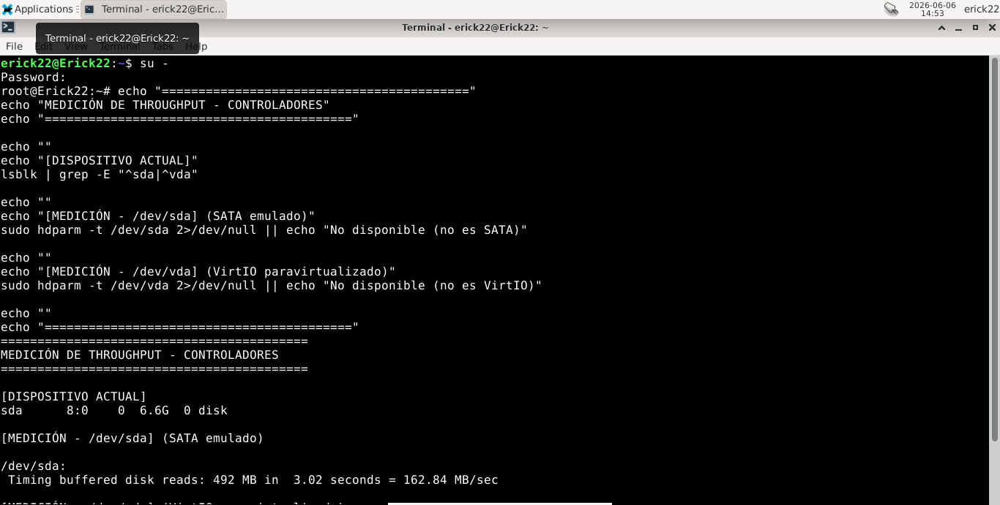 Applications Terminal - erick22@Eric... 2026-06-06 14:53 erick22
Terminal - erick22@Erick22: ~
Terminal - erick22@Erick22: ~
File Edit View Terminal Tabs Help
erick22@Erick22:~$ su -
Password:
root@Erick22:~# echo "=========================================="
echo "MEDICIÓN DE THROUGHPUT - CONTROLADORES"
echo "=========================================="
echo ""
echo "[DISPOSITIVO ACTUAL]"
lsblk | grep -E "^sda|^vda"
echo ""
echo "[MEDICIÓN - /dev/sda] (SATA emulado)"
sudo hdparm -t /dev/sda 2>/dev/null || echo "No disponible (no es SATA)"
echo ""
echo "[MEDICIÓN - /dev/vda] (VirtIO paravirtualizado)"
sudo hdparm -t /dev/vda 2>/dev/null || echo "No disponible (no es VirtIO)"
echo ""
echo "=========================================="
==========================================
MEDICIÓN DE THROUGHPUT - CONTROLADORES
==========================================
[DISPOSITIVO ACTUAL]
sda      8:0    0  6.6G  0 disk
[MEDICIÓN - /dev/sda] (SATA emulado)
/dev/sda:
 Timing buffered disk reads: 492 MB in  3.02 seconds = 162.84 MB/sec